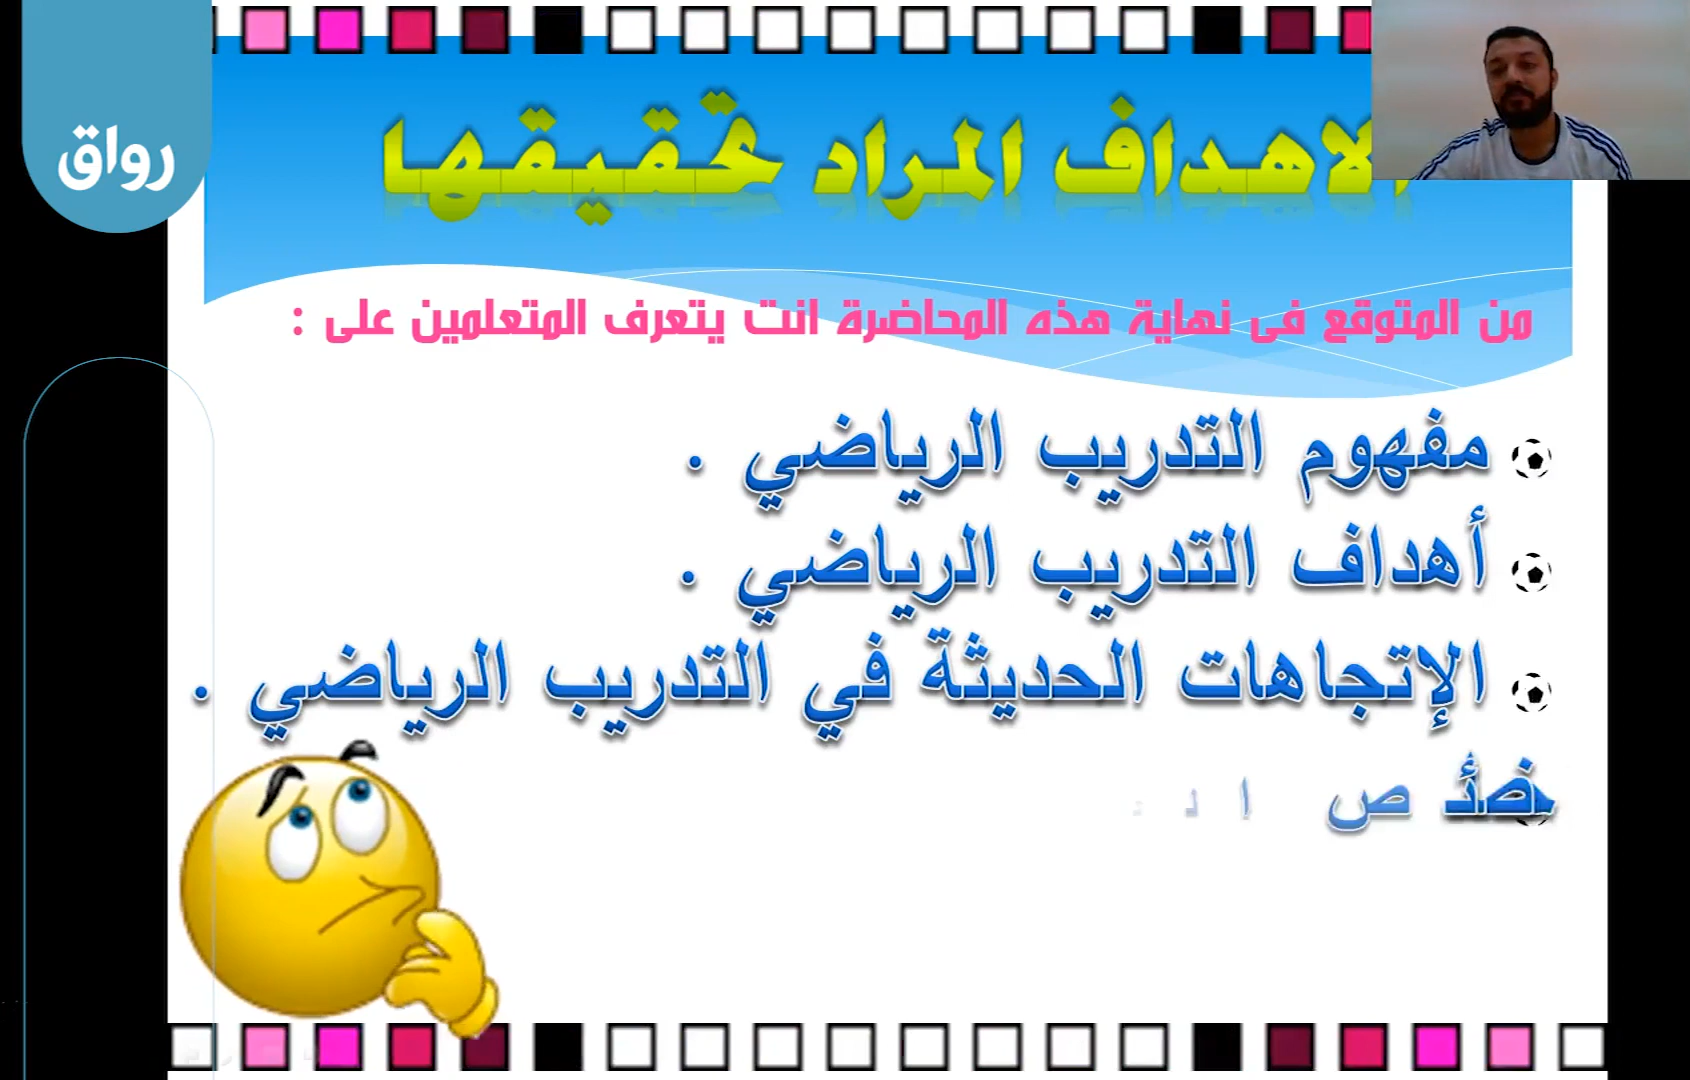 رواق
الاهداف المراد تحقيقها
من المتوقع فى نهاية هذه المحاضرة انت يتعرف المتعلمين على :
مفهوم التدريب الرياضي .
أهداف التدريب الرياضي .
الإتجاهات الحديثة في التدريب الرياضي .